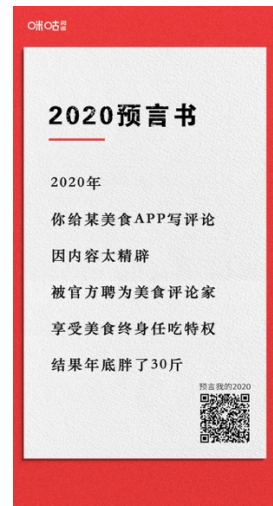 咪咕阅读
2020预言书
2020年
你给某美食APP写评论
因内容太精辟
被官方聘为美食评论家
享受美食终身任吃特权
结果年底胖了30斤
预言我的2020